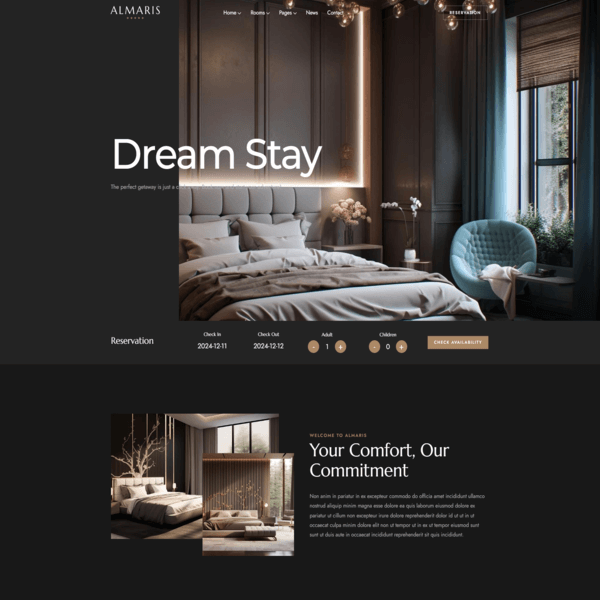 ALMARIS
Home Rooms Pages News Contact
RESERVATION
Dream Stay
The perfect getaway is just a
Reservation
Check In
2024-12-11
Check Out
2024-12-12
Adult
- 1 +
Children
- 0 +
CHECK AVAILABILITY
WELCOME TO ALMARIS
Your Comfort, Our
Commitment
Non anim in pariatur in ex excepteur commodo do officia amet incididunt ullamco
nostrud aliquip minim magna esse dolore ea quis laborum eiusmod dolore ex
pariatur ut cillum non excepteur irure dolore reprehenderit dolor id ut ut in ut
occaecat culpa minim dolore elit non ut tempor ut in ex ut tempor eiusmod sunt
sunt ut duis aute in occaecat incididunt reprehenderit sit quis incididunt.